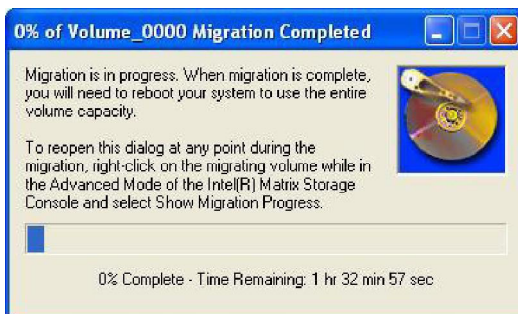 0% of Volume_0000 Migration Completed
Migration is in progress. When migration is complete,
you will need to reboot your system to use the entire
volume capacity.
To reopen this dialog at any point during the
migration, right-click on the migrating volume while in
the Advanced Mode of the Intel(R) Matrix Storage
Console and select Show Migration Progress.
0% Complete - Time Remaining: 1 hr 32 min 57 sec